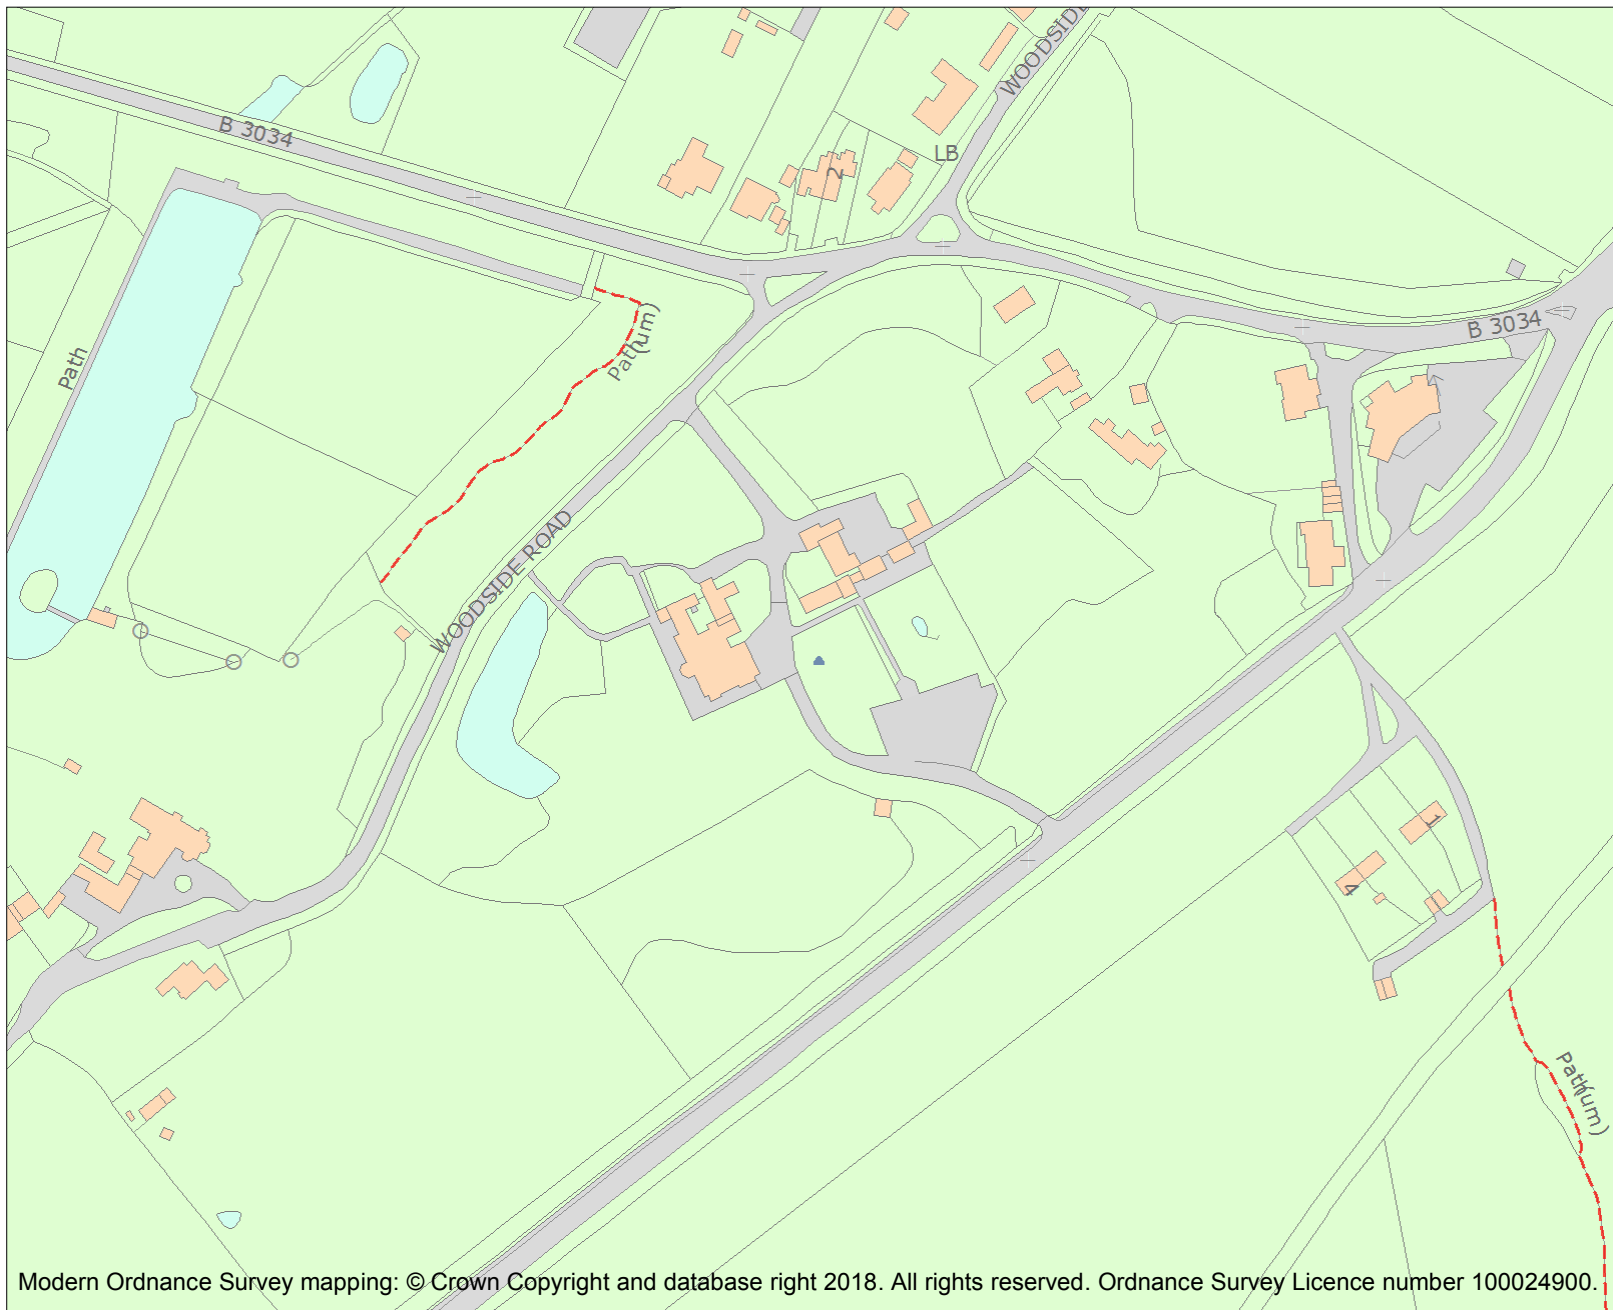 WOODSIDE
B 3034
LB
2
B 3034
Path (um)
Path
WOODSIDE ROAD
1
4
Path (um)
Modern Ordnance Survey mapping: © Crown Copyright and database right 2018. All rights reserved. Ordnance Survey Licence number 100024900.